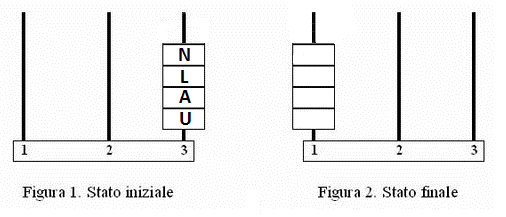 N
L
A
U
1 2 3
1 2 3
Figura 1. Stato iniziale
Figura 2. Stato finale